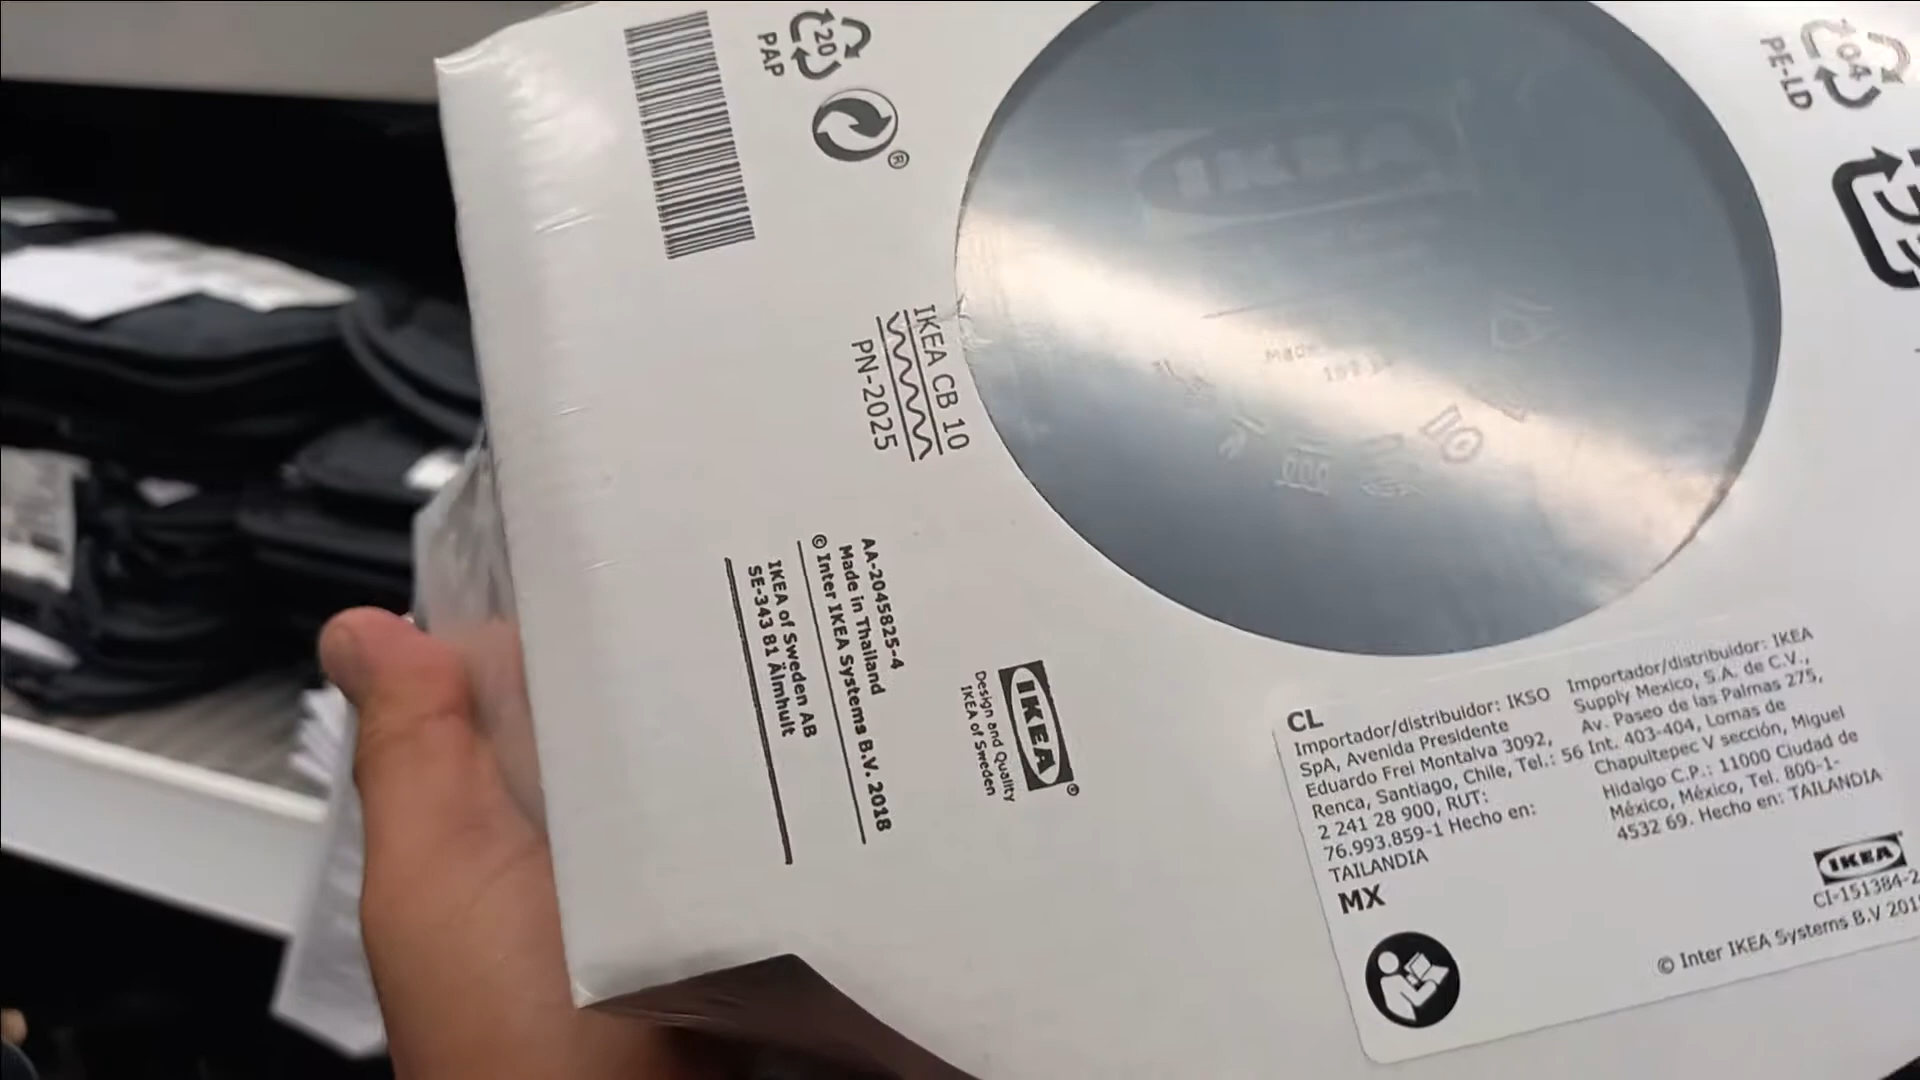 20
PAP
®
IKEA CB 10
PN-2025
AA-2045825-4
Made in Thailand
© Inter IKEA Systems B.V. 2018
IKEA of Sweden AB
SE-343 81 Älmhult
IKEA®
Design and Quality
IKEA of Sweden
IKEA
Made
04
PE-LD
CL
Importador/distribuidor: IKSO
SpA, Avenida Presidente
Eduardo Frei Montalva 3092,
Renca, Santiago, Chile, Tel.: 56
2 241 28 900, RUT:
76.993.859-1 Hecho en:
TAILANDIA
MX
Importador/distribuidor: IKEA
Supply Mexico, S.A. de C.V.,
Av. Paseo de las Palmas 275,
Int. 403-404, Lomas de
Chapultepec V sección, Miguel
Hidalgo C.P.: 11000 Ciudad de
México, México, Tel. 800-1-
4532 69. Hecho en: TAILANDIA
IKEA
CI-151384-2
© Inter IKEA Systems B.V 201